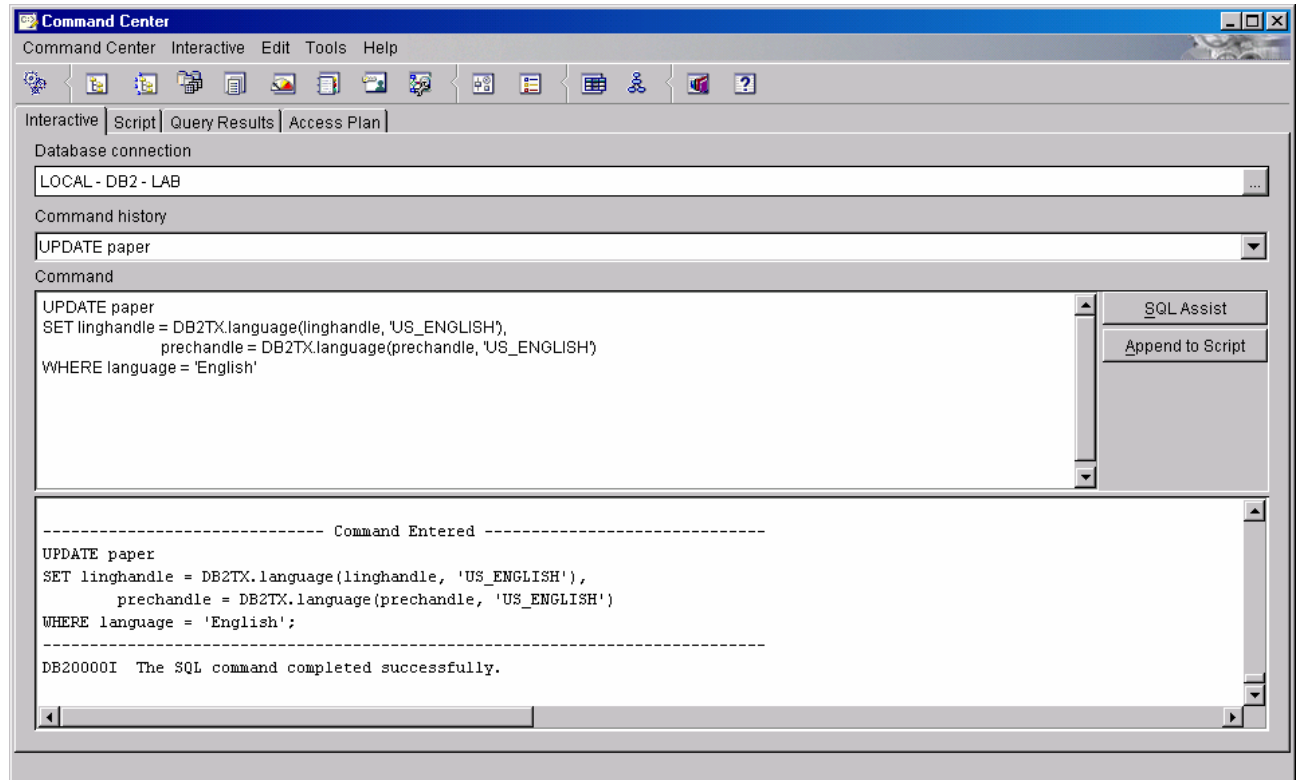 Command Center
Command Center Interactive Edit Tools Help
Interactive Script Query Results Access Plan
Database connection
LOCAL - DB2 - LAB
...
Command history
UPDATE paper
Command
UPDATE paper
SET linghandle = DB2TX.language(linghandle, 'US_ENGLISH'),
prechandle = DB2TX.language(prechandle, 'US_ENGLISH')
WHERE language = 'English'
SQL Assist
Append to Script
------------------------------ Command Entered ------------------------------
UPDATE paper
SET linghandle = DB2TX.language(linghandle, 'US_ENGLISH'),
prechandle = DB2TX.language(prechandle, 'US_ENGLISH')
WHERE language = 'English';
-----------------------------------------------------------------------------
DB20000I  The SQL command completed successfully.